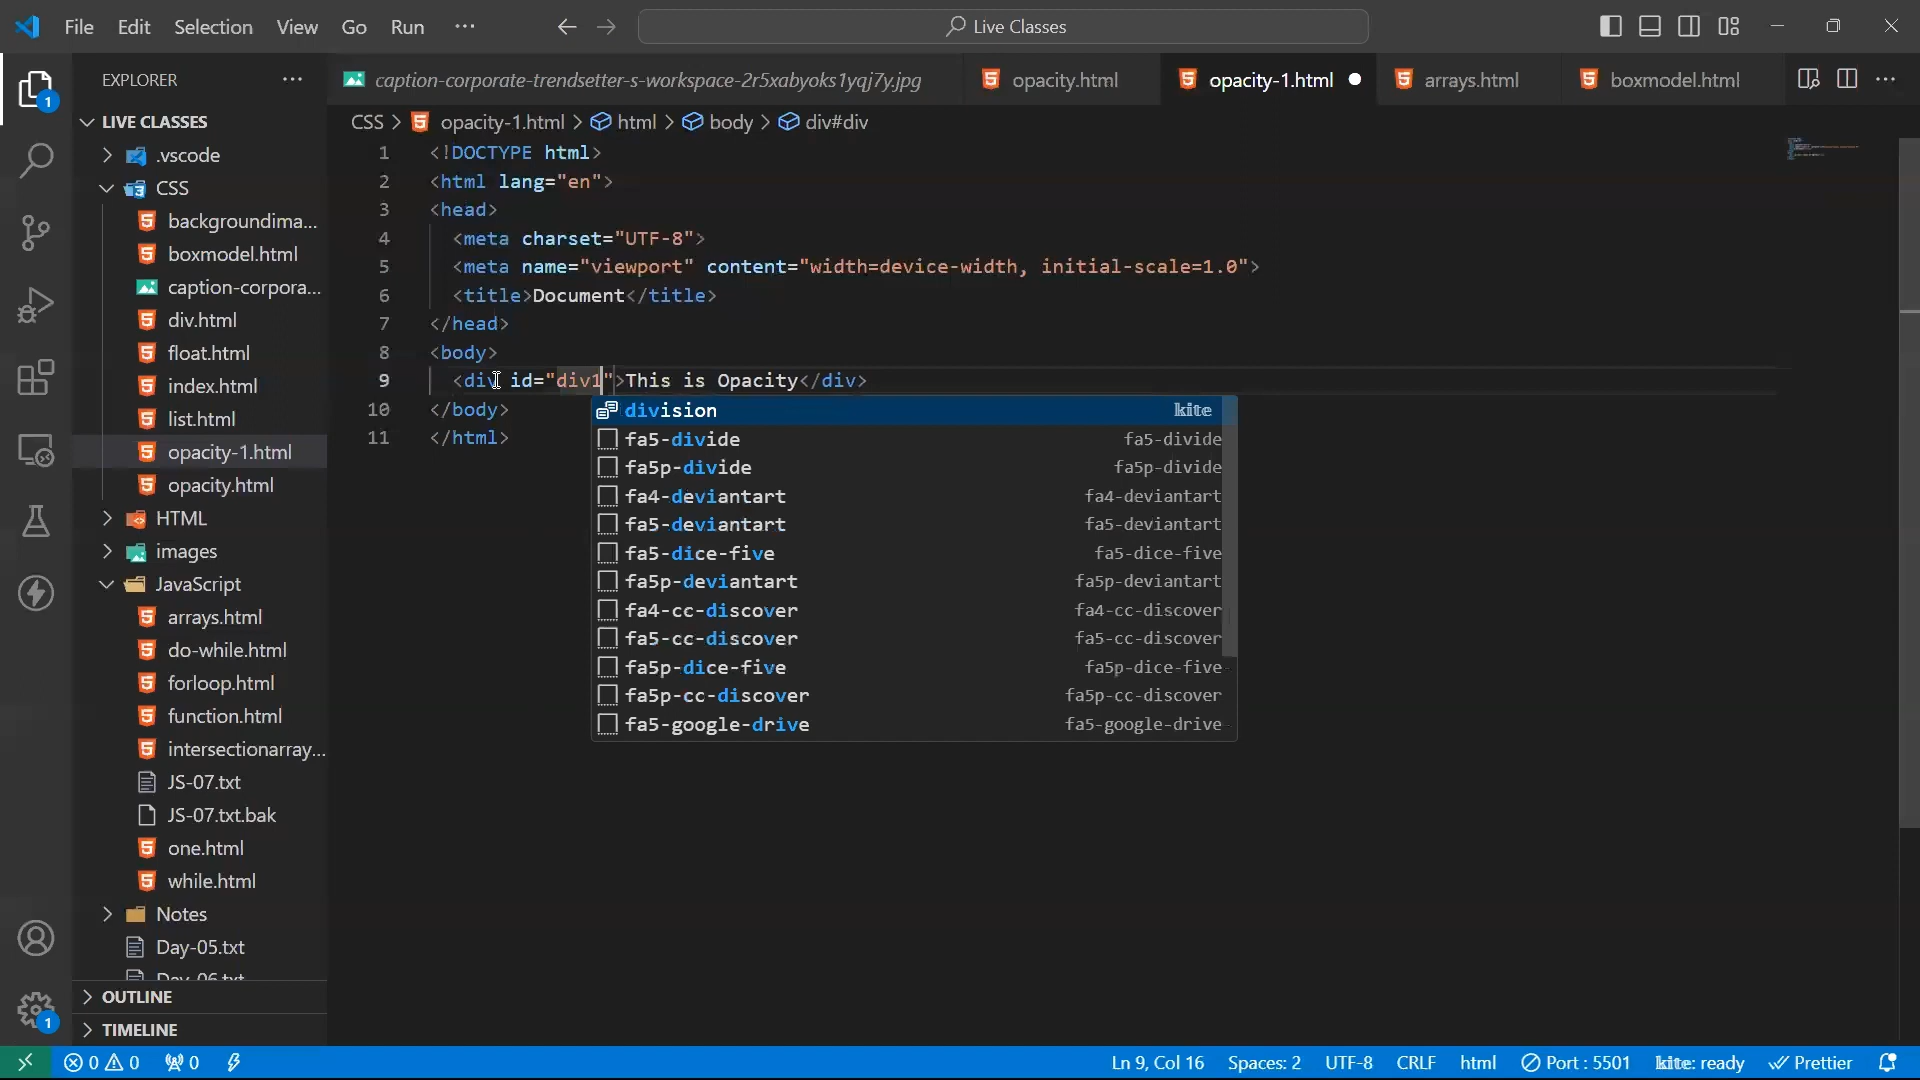 File Edit Selection View Go Run ··· Live Classes
EXPLORER ···
LIVE CLASSES
.vscode
CSS
backgroundima...
boxmodel.html
caption-corpora...
div.html
float.html
index.html
list.html
opacity-1.html
opacity.html
HTML
images
JavaScript
arrays.html
do-while.html
forloop.html
function.html
intersectionarray...
JS-07.txt
JS-07.txt.bak
one.html
while.html
Notes
Day-05.txt
Day-06.txt
OUTLINE
TIMELINE
1
1
caption-corporate-trendsetter-s-workspace-2r5xabyoks1yqj7y.jpg opacity.html opacity-1.html arrays.html boxmodel.html ···
CSS > opacity-1.html > html > body > div#div
1 <!DOCTYPE html>
2 <html lang="en">
3 <head>
4 <meta charset="UTF-8">
5 <meta name="viewport" content="width=device-width, initial-scale=1.0">
6 <title>Document</title>
7 </head>
8 <body>
9 <div id="div1">This is Opacity</div>
10 </body>
11 </html>
division kite
fa5-divide fa5-divide
fa5p-divide fa5p-divide
fa4-deviantart fa4-deviantart
fa5-deviantart fa5-deviantart
fa5-dice-five fa5-dice-five
fa5p-deviantart fa5p-deviantart
fa4-cc-discover fa4-cc-discover
fa5-cc-discover fa5-cc-discover
fa5p-dice-five fa5p-dice-five
fa5p-cc-discover fa5p-cc-discover
fa5-google-drive fa5-google-drive
0 0 0 Ln 9, Col 16 Spaces: 2 UTF-8 CRLF html Port : 5501 kite: ready Prettier